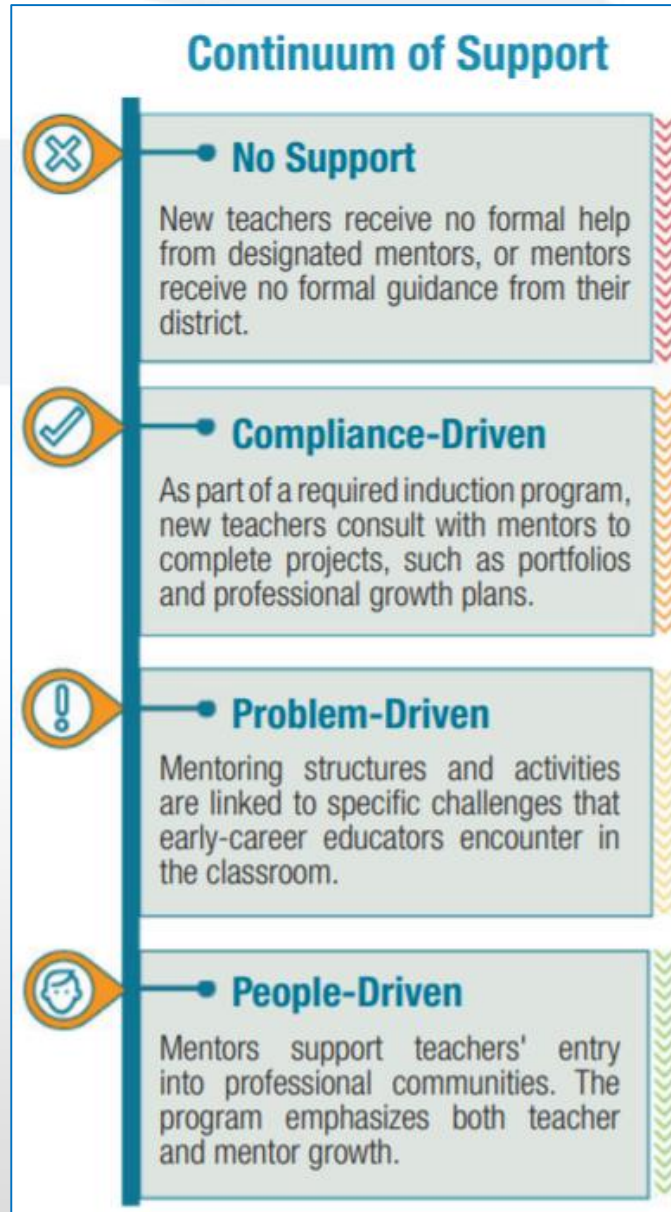 Continuum of Support
No Support
New teachers receive no formal help
from designated mentors, or mentors
receive no formal guidance from their
district.
Compliance-Driven
As part of a required induction program,
new teachers consult with mentors to
complete projects, such as portfolios
and professional growth plans.
Problem-Driven
Mentoring structures and activities
are linked to specific challenges that
early-career educators encounter in
the classroom.
People-Driven
Mentors support teachers' entry
into professional communities. The
program emphasizes both teacher
and mentor growth.